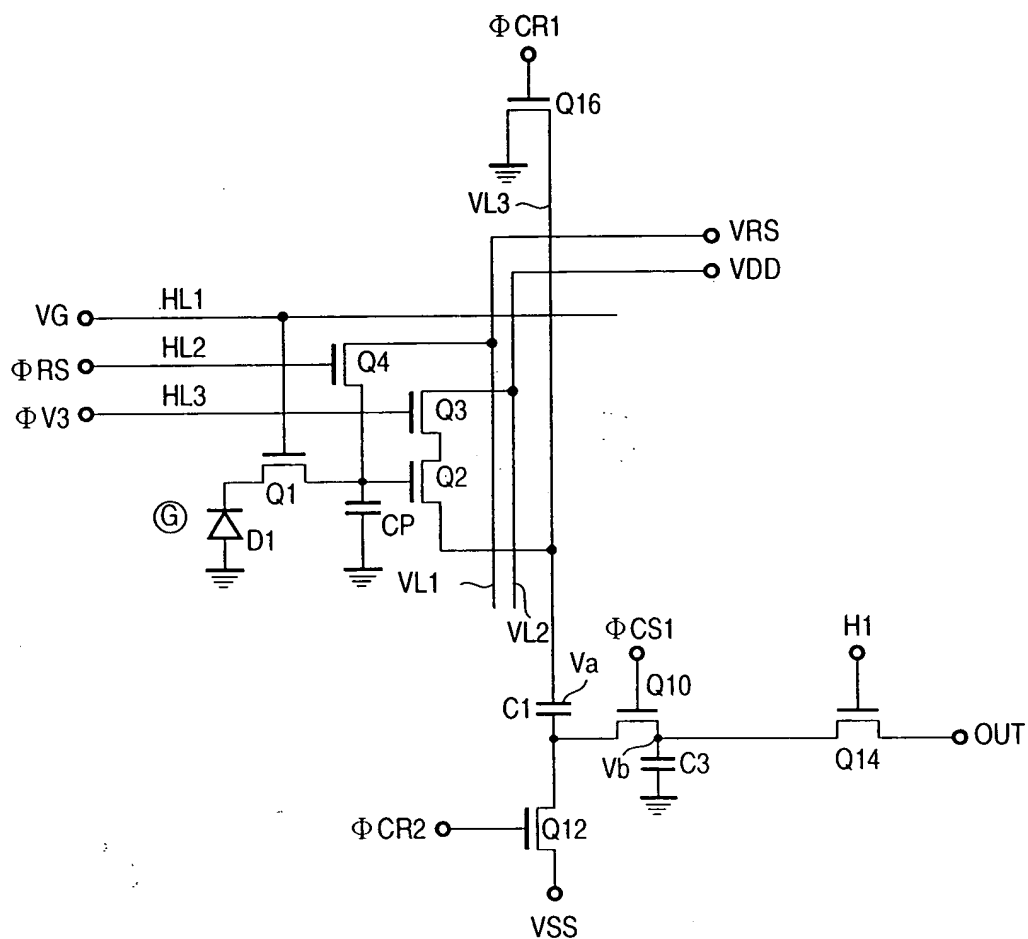 ΦCR1
Q16
VL3
VRS
VDD
VG
HL1
ΦRS
HL2
Q4
ΦV3
HL3
Q3
Q2
Q1
G
D1
CP
VL1
VL2
ΦCS1
H1
Va
Q10
C1
Vb
C3
Q14
OUT
ΦCR2
Q12
VSS